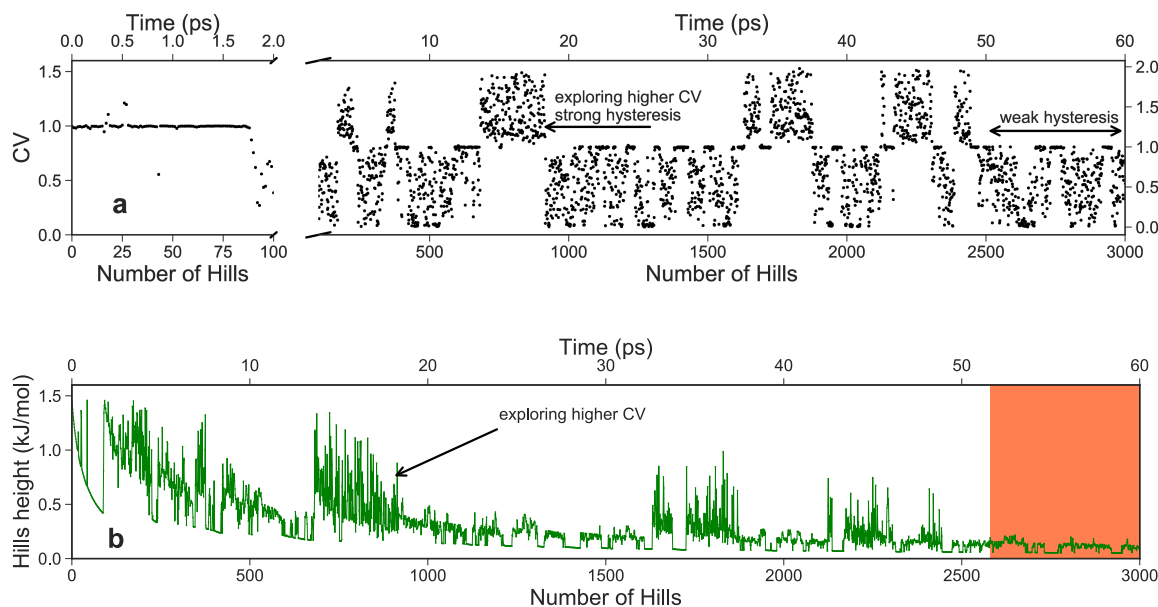 Time (ps)
0.0 0.5 1.0 1.5 2.0 10 20 30 40 50 60
1.5
1.0
0.5
0.0
CV
a
exploring higher CV
strong hysteresis
weak hysteresis
2.0
1.5
1.0
0.5
0.0
0 25 50 75 100 500 1000 1500 2000 2500 3000
Number of Hills Number of Hills
Time (ps)
0 10 20 30 40 50 60
1.5
1.0
0.5
0.0
Hills height (kJ/mol)
exploring higher CV
b
0 500 1000 1500 2000 2500 3000
Number of Hills
Time (ps)